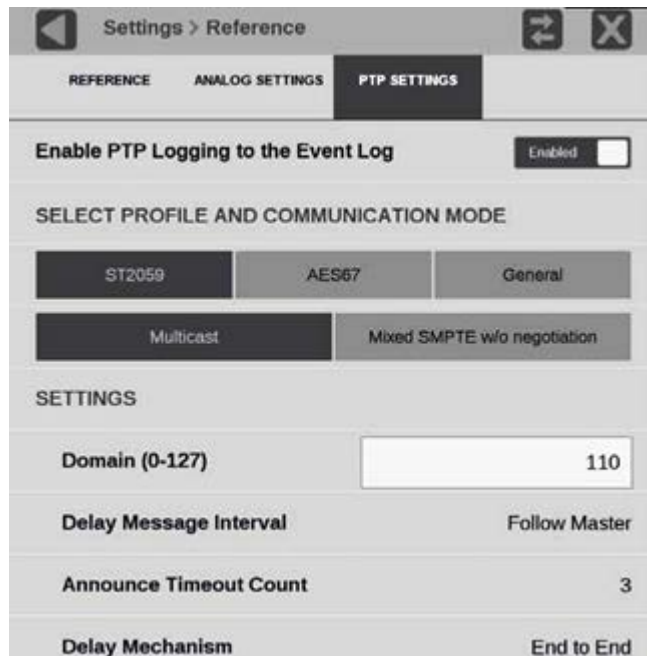 Settings > Reference
REFERENCE ANALOG SETTINGS PTP SETTINGS
Enable PTP Logging to the Event Log Enabled
SELECT PROFILE AND COMMUNICATION MODE
ST2059 AES67 General
Multicast Mixed SMPTE w/o negotiation
SETTINGS
Domain (0-127) 110
Delay Message Interval Follow Master
Announce Timeout Count 3
Delay Mechanism End to End